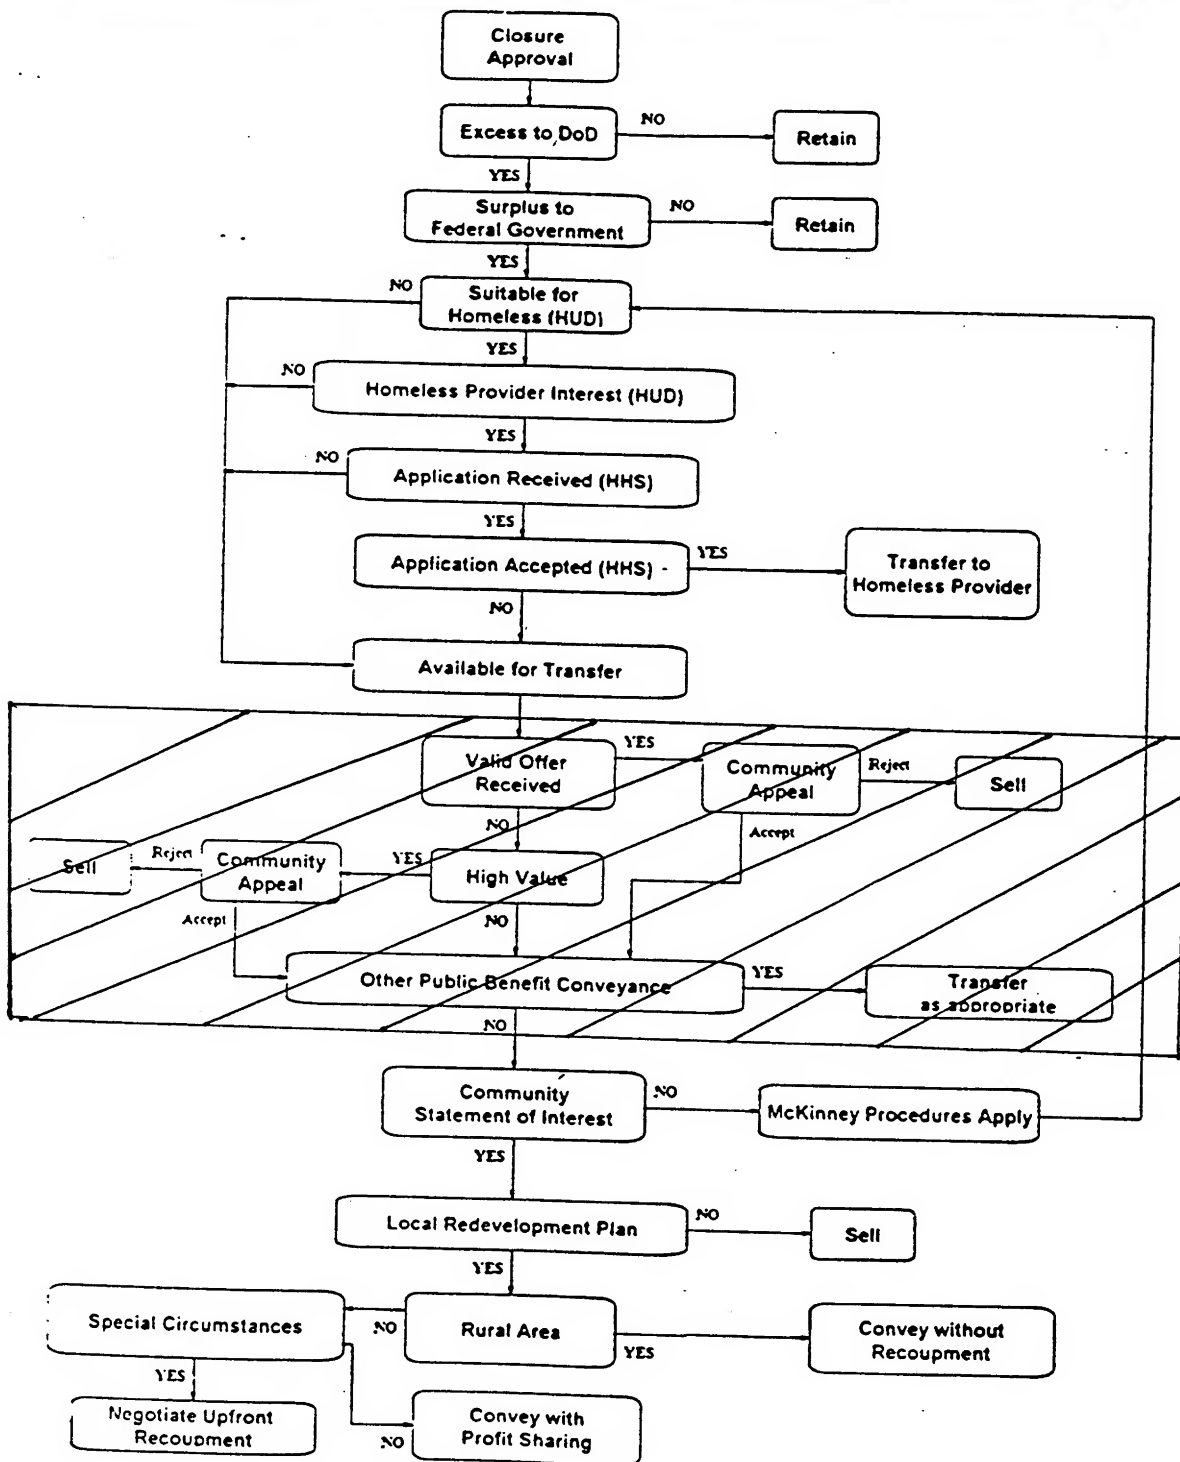 Closure
Approval
Excess to DoD
NO
Retain
YES
Surplus to
Federal Government
NO
Retain
YES
NO
Suitable for
Homeless (HUD)
YES
NO
Homeless Provider Interest (HUD)
YES
NO
Application Received (HHS)
YES
Application Accepted (HHS)
YES
Transfer to
Homeless Provider
NO
Available for Transfer
Valid Offer
Received
YES
Community
Appeal
Reject
Sell
NO
Accept
Sell
Reject
Community
Appeal
YES
High Value
Accept
NO
Other Public Benefit Conveyance
YES
Transfer
as appropriate
NO
Community
Statement of Interest
NO
McKinney Procedures Apply
YES
Local Redevelopment Plan
NO
Sell
YES
Special Circumstances
NO
Rural Area
YES
Convey without
Recoupment
YES
Negotiate Upfront
Recoupment
NO
Convey with
Profit Sharing